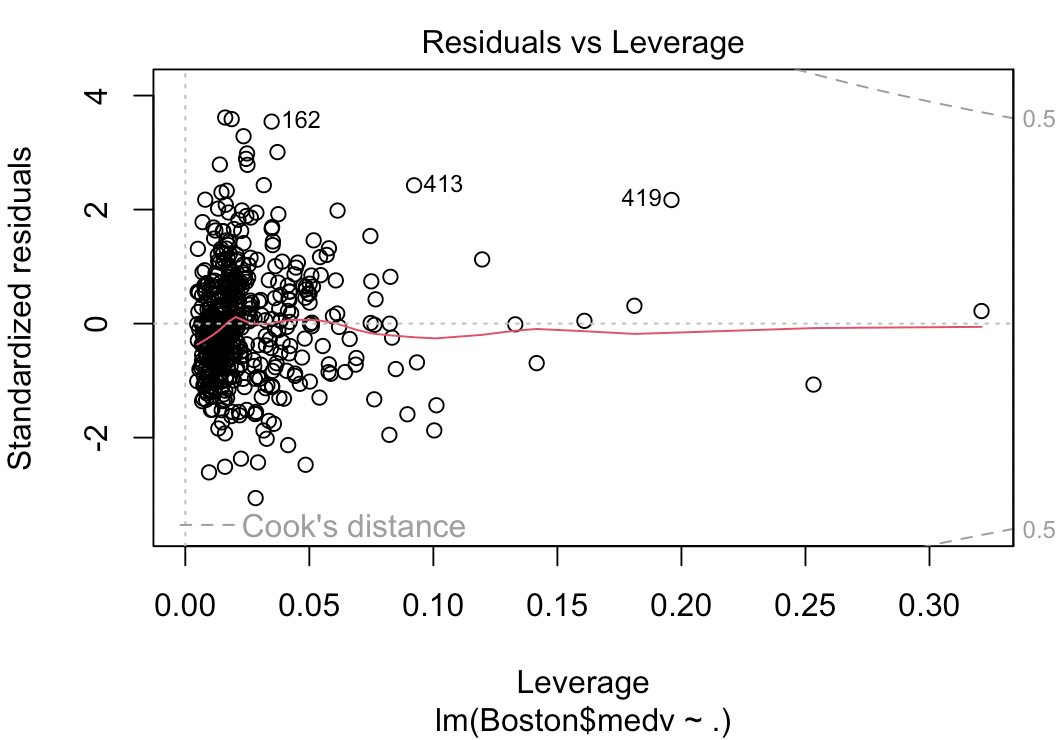 Residuals vs Leverage
Standardized residuals
4
2
0
-2
162
413
419
0.5
0.5
Cook's distance
0.00 0.05 0.10 0.15 0.20 0.25 0.30
Leverage
lm(Boston$medv ~ .)